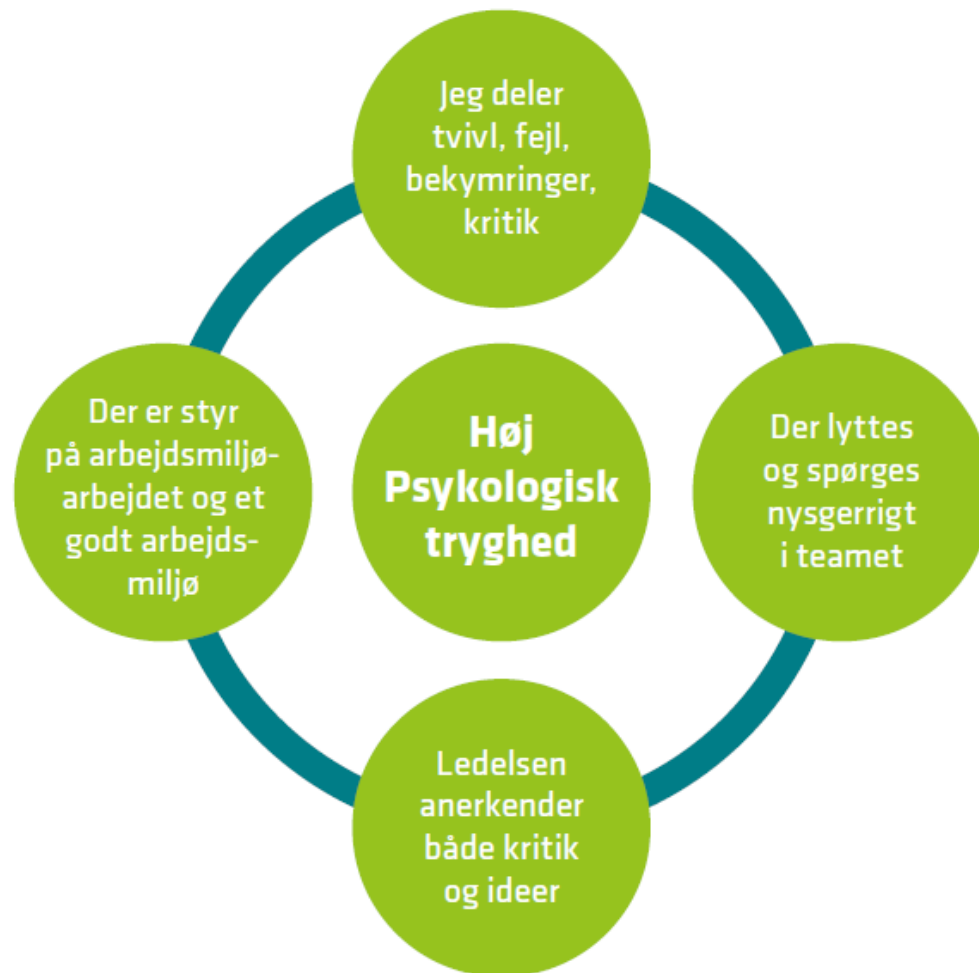 Jeg deler
tvivl, fejl,
bekymringer,
kritik
Der er styr
på arbejdsmiljø-
arbejdet og et
godt arbejds-
miljø
Høj
Psykologisk
tryghed
Der lyttes
og spørges
nysgerrigt
i teamet
Ledelsen
anerkender
både kritik
og ideer